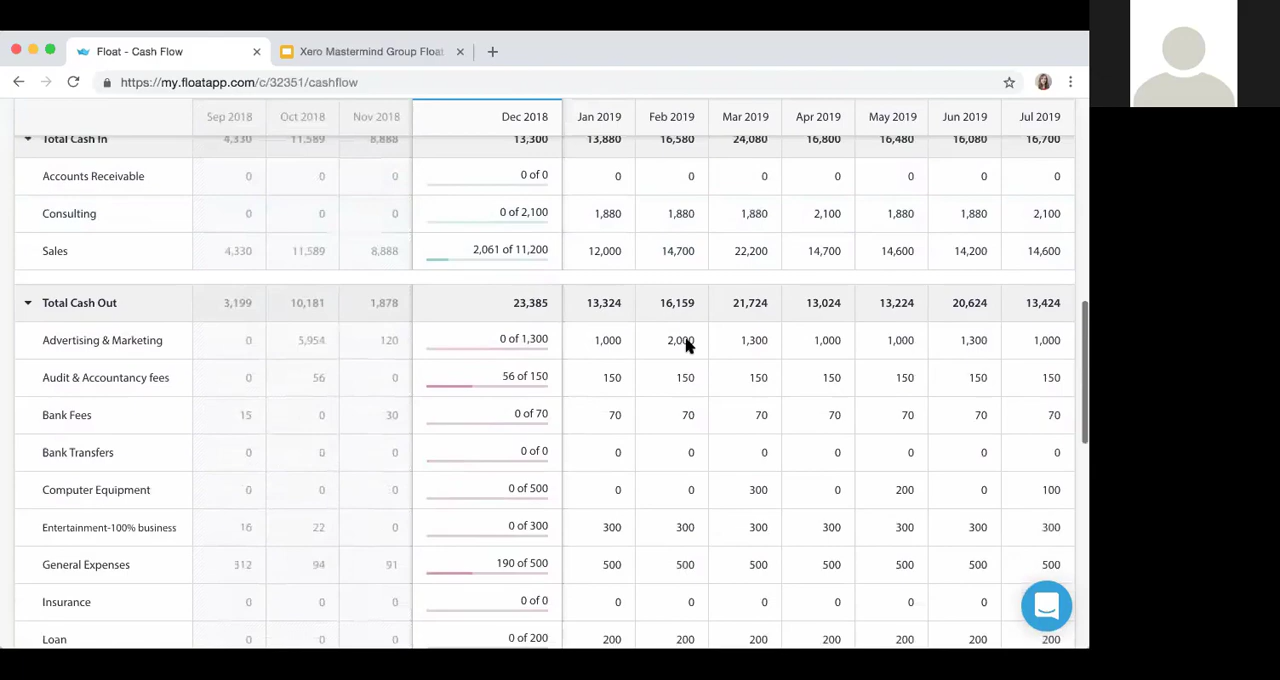 Float - Cash Flow
Xero Mastermind Group Float
https://my.floatapp.com/c/32351/cashflow
Sep 2018 Oct 2018 Nov 2018 Dec 2018 Jan 2019 Feb 2019 Mar 2019 Apr 2019 May 2019 Jun 2019 Jul 2019
Total Cash In 4,330 11,589 8,888 13,300 13,880 16,580 24,080 16,800 16,480 16,080 16,700
Accounts Receivable 0 0 0 0 of 0 0 0 0 0 0 0 0
Consulting 0 0 0 0 of 2,100 1,880 1,880 1,880 2,100 1,880 1,880 2,100
Sales 4,330 11,589 8,888 2,061 of 11,200 12,000 14,700 22,200 14,700 14,600 14,200 14,600
Total Cash Out 3,199 10,181 1,878 23,385 13,324 16,159 21,724 13,024 13,224 20,624 13,424
Advertising & Marketing 0 5,954 120 0 of 1,300 1,000 2,000 1,300 1,000 1,000 1,300 1,000
Audit & Accountancy fees 0 56 0 56 of 150 150 150 150 150 150 150 150
Bank Fees 15 0 30 0 of 70 70 70 70 70 70 70 70
Bank Transfers 0 0 0 0 of 0 0 0 0 0 0 0 0
Computer Equipment 0 0 0 0 of 500 0 0 300 0 200 0 100
Entertainment-100% business 16 22 0 0 of 300 300 300 300 300 300 300 300
General Expenses 312 94 91 190 of 500 500 500 500 500 500 500 500
Insurance 0 0 0 0 of 0 0 0 0 0 0 0
Loan 0 0 0 0 of 200 200 200 200 200 200 200 200